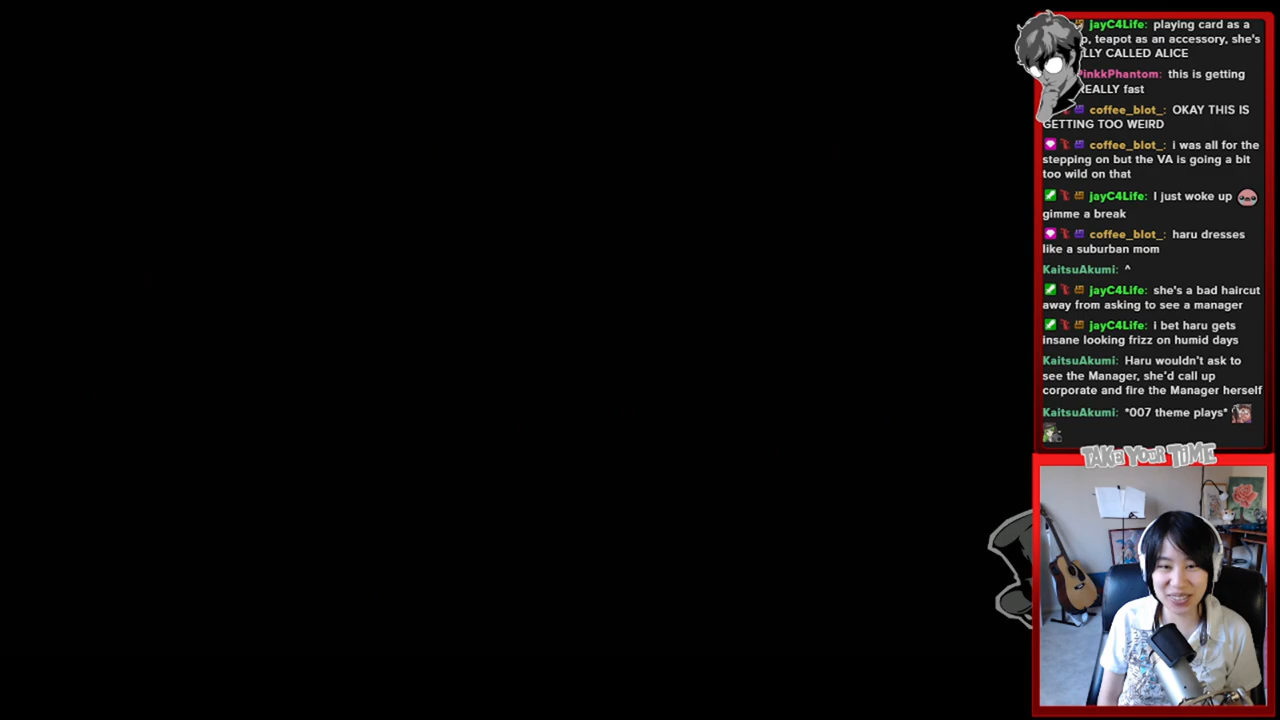 jayC4Life: playing card as a
p, teapot as an accessory, she's
LLY CALLED ALICE
inkkPhantom: this is getting
REALLY fast
coffee_blot_: OKAY THIS IS
GETTING TOO WEIRD
coffee_blot_: i was all for the
stepping on but the VA is going a bit
too wild on that
jayC4Life: I just woke up
gimme a break
coffee_blot_: haru dresses
like a suburban mom
KaitsuAkumi: ^
jayC4Life: she's a bad haircut
away from asking to see a manager
jayC4Life: i bet haru gets
insane looking frizz on humid days
KaitsuAkumi: Haru wouldn't ask to
see the Manager, she'd call up
corporate and fire the Manager herself
KaitsuAkumi: *007 theme plays*
TAKE YOUR TIME